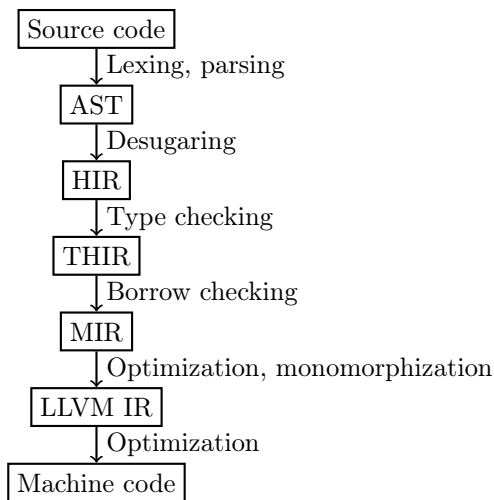 Source code
Lexing, parsing
AST
Desugaring
HIR
Type checking
THIR
Borrow checking
MIR
Optimization, monomorphization
LLVM IR
Optimization
Machine code